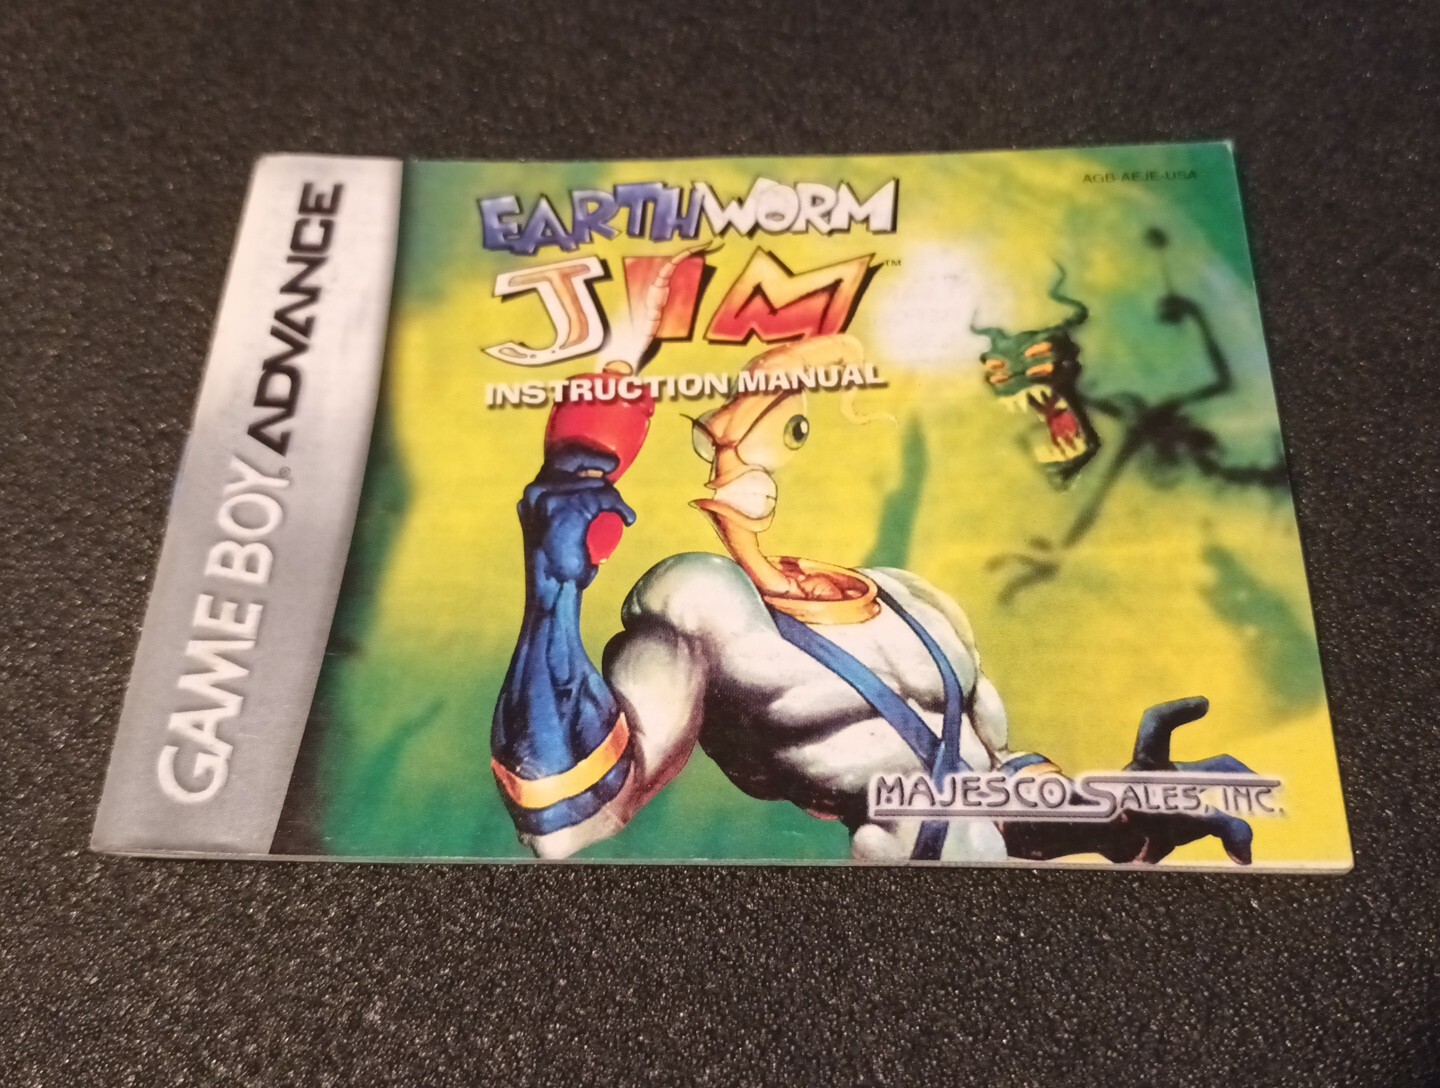 GAME BOY ADVANCE
AGB-AEJE-USA
EARTHWORM
JIM™
INSTRUCTION MANUAL
MAJESCO SALES, INC.